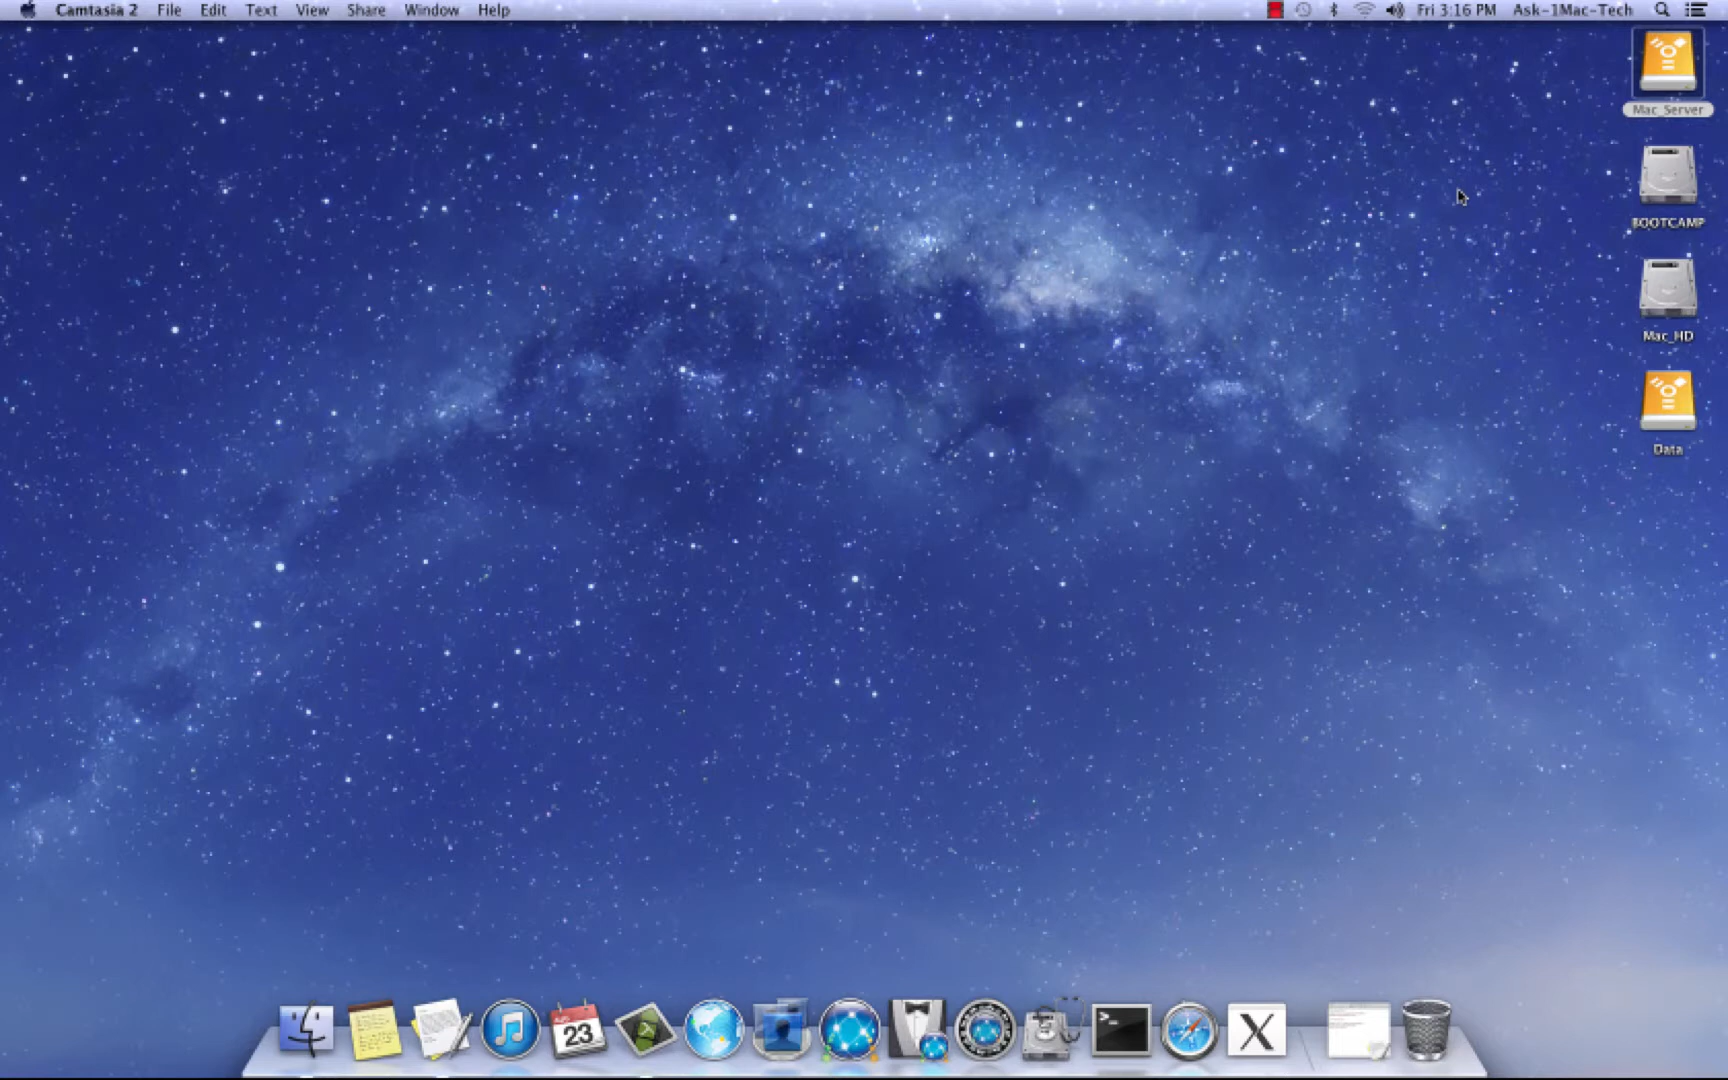 Camtasia 2 File Edit Text View Share Window Help Fri 3:16 PM Ask-1Mac-Tech
Mac_Server
BOOTCAMP
Mac_HD
Data
23
>_
X